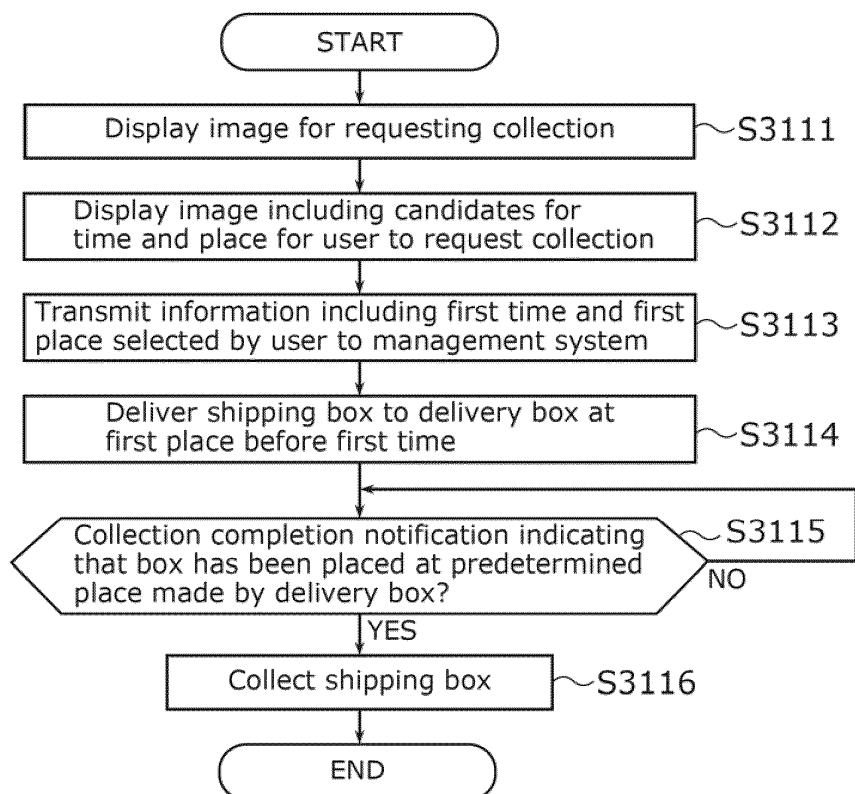 START
Display image for requesting collection
S3111
Display image including candidates for
time and place for user to request collection
S3112
Transmit information including first time and first
place selected by user to management system
S3113
Deliver shipping box to delivery box at
first place before first time
S3114
Collection completion notification indicating
that box has been placed at predetermined
place made by delivery box?
S3115
NO
YES
Collect shipping box
S3116
END